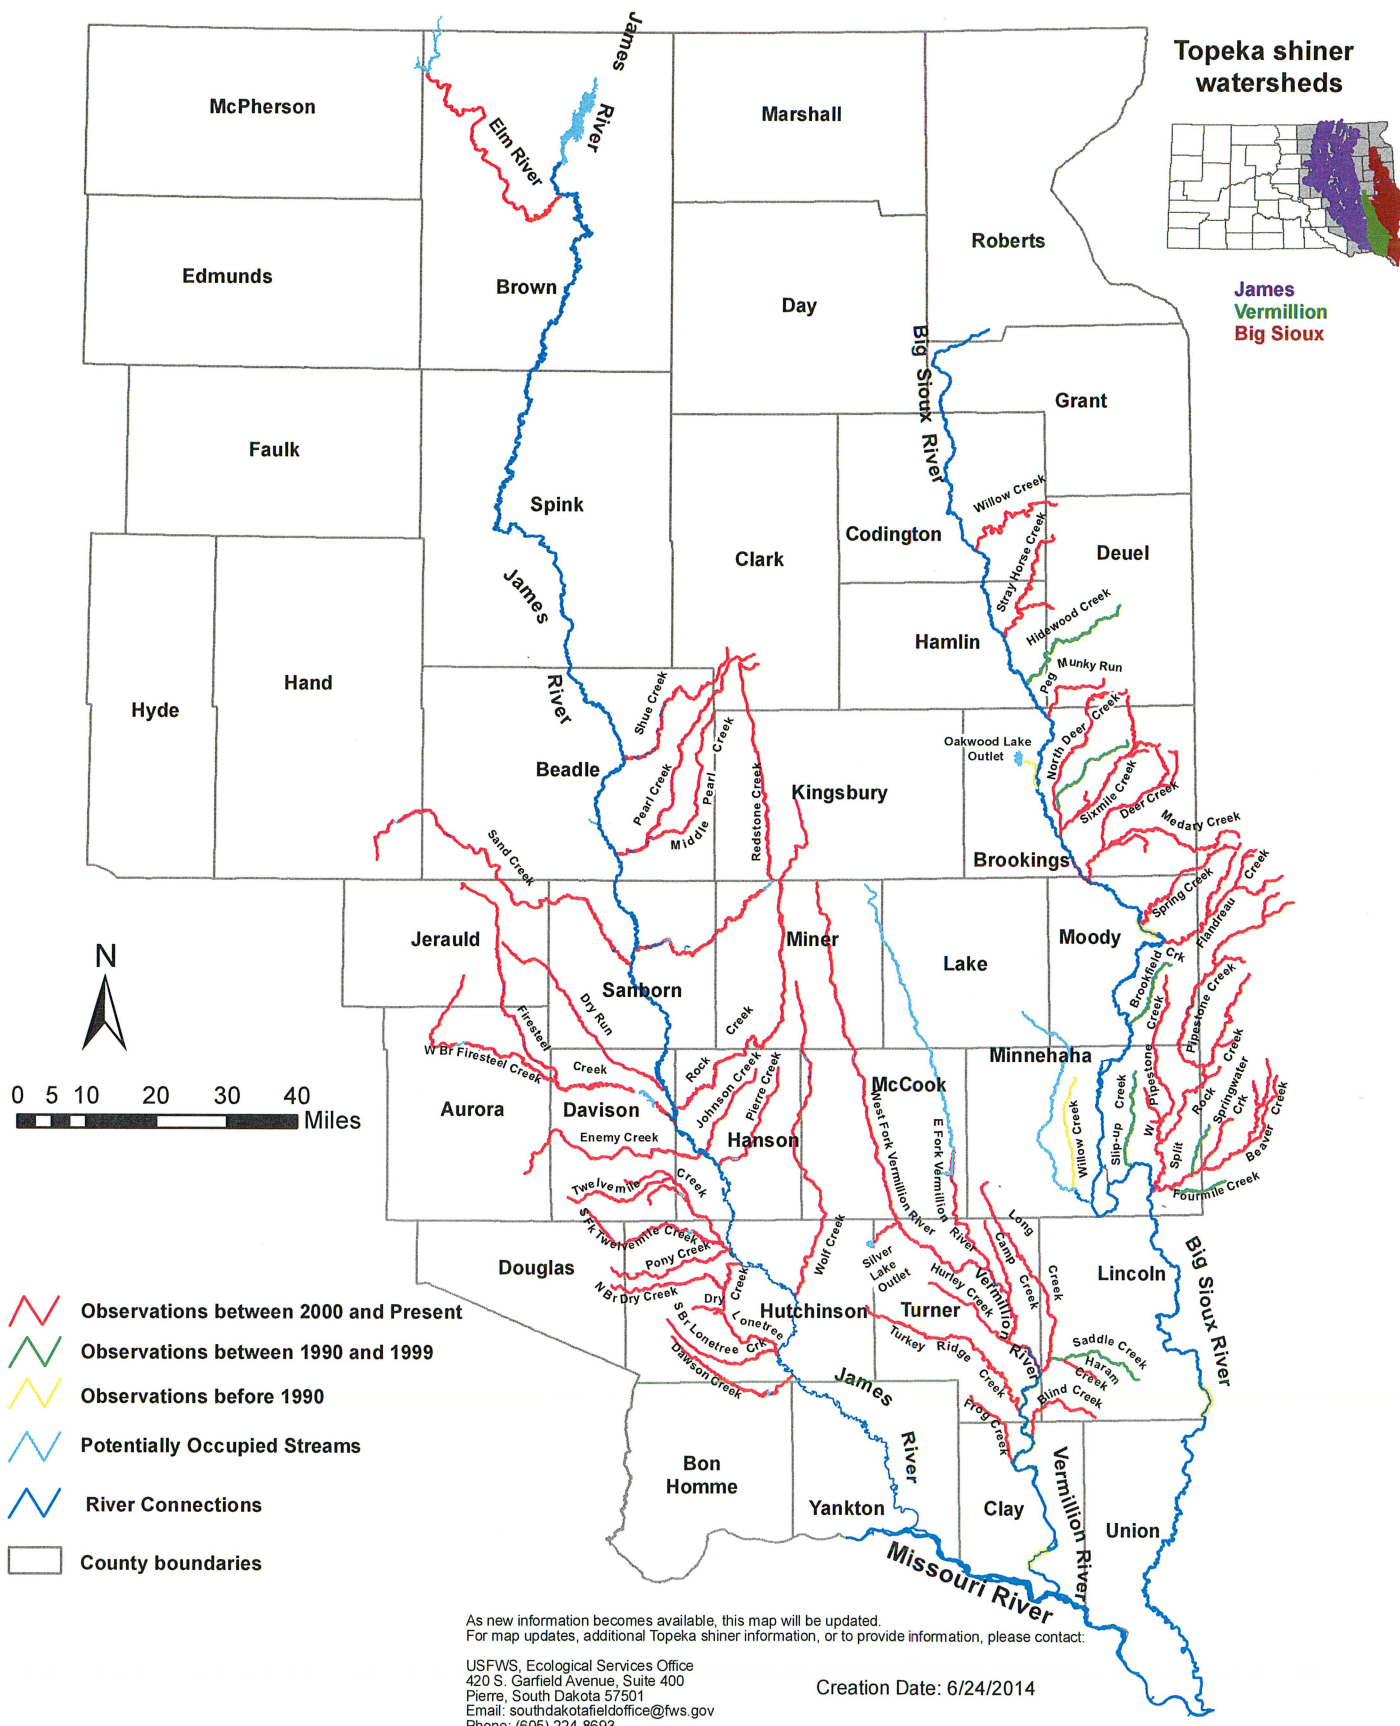 Topeka shiner
watersheds
James
Vermillion
Big Sioux
James
River
McPherson
Marshall
Elm River
Roberts
Edmunds
Brown
Day
Big Sioux River
Grant
Faulk
Spink
Willow Creek
Codington
Clark
Deuel
Stray Horse Creek
James
River
Hidewood Creek
Hamlin
Peg Munky Run
Hyde
Hand
Shue Creek
Creek
North Deer Creek
Oakwood Lake
Outlet
Beadle
Pearl Creek
Middle Pearl
Redstone Creek
Kingsbury
Sixmile Creek
Deer Creek
Medary Creek
Sand Creek
Brookings
Spring Creek
Flandreau Creek
Jerauld
Miner
Moody
Lake
Brookfield Crk
Sanborn
Dry Run
Firesteel
Creek
W Br Firesteel Creek
Creek
Rock
Johnson Creek
Pierre Creek
Minnehaha
W Pipestone Creek
Pipestone Creek
Split Rock Creek
Springwater
Crk
Beaver Creek
N
0 5 10 20 30 40
Miles
Aurora
Davison
McCook
Hanson
Enemy Creek
West Fork Vermillion River
E Fork Vermillion River
Willow Creek
Slip-up Creek
Fourmile Creek
Twelvemile Creek
S Fk Twelvemile Creek
Pony Creek
N Br Dry Creek
Dry Creek
Wolf Creek
Silver
Lake
Outlet
Long Creek
Camp Creek
Hurley Creek
Vermillion River
Douglas
Lincoln
Big Sioux River
Hutchinson
Turner
Lonetree Crk
S Br Lonetree
Dawson Creek
Turkey Ridge Creek
Saddle Creek
Haram
Creek
Blind Creek
Frog Creek
James
River
Observations between 2000 and Present
Observations between 1990 and 1999
Observations before 1990
Potentially Occupied Streams
River Connections
County boundaries
Bon
Homme
Yankton
Clay
Vermillion River
Union
Missouri River
As new information becomes available, this map will be updated.
For map updates, additional Topeka shiner information, or to provide information, please contact:
USFWS, Ecological Services Office
420 S. Garfield Avenue, Suite 400
Pierre, South Dakota 57501
Email: southdakotafieldoffice@fws.gov
Phone: (605) 224-8693
Creation Date: 6/24/2014